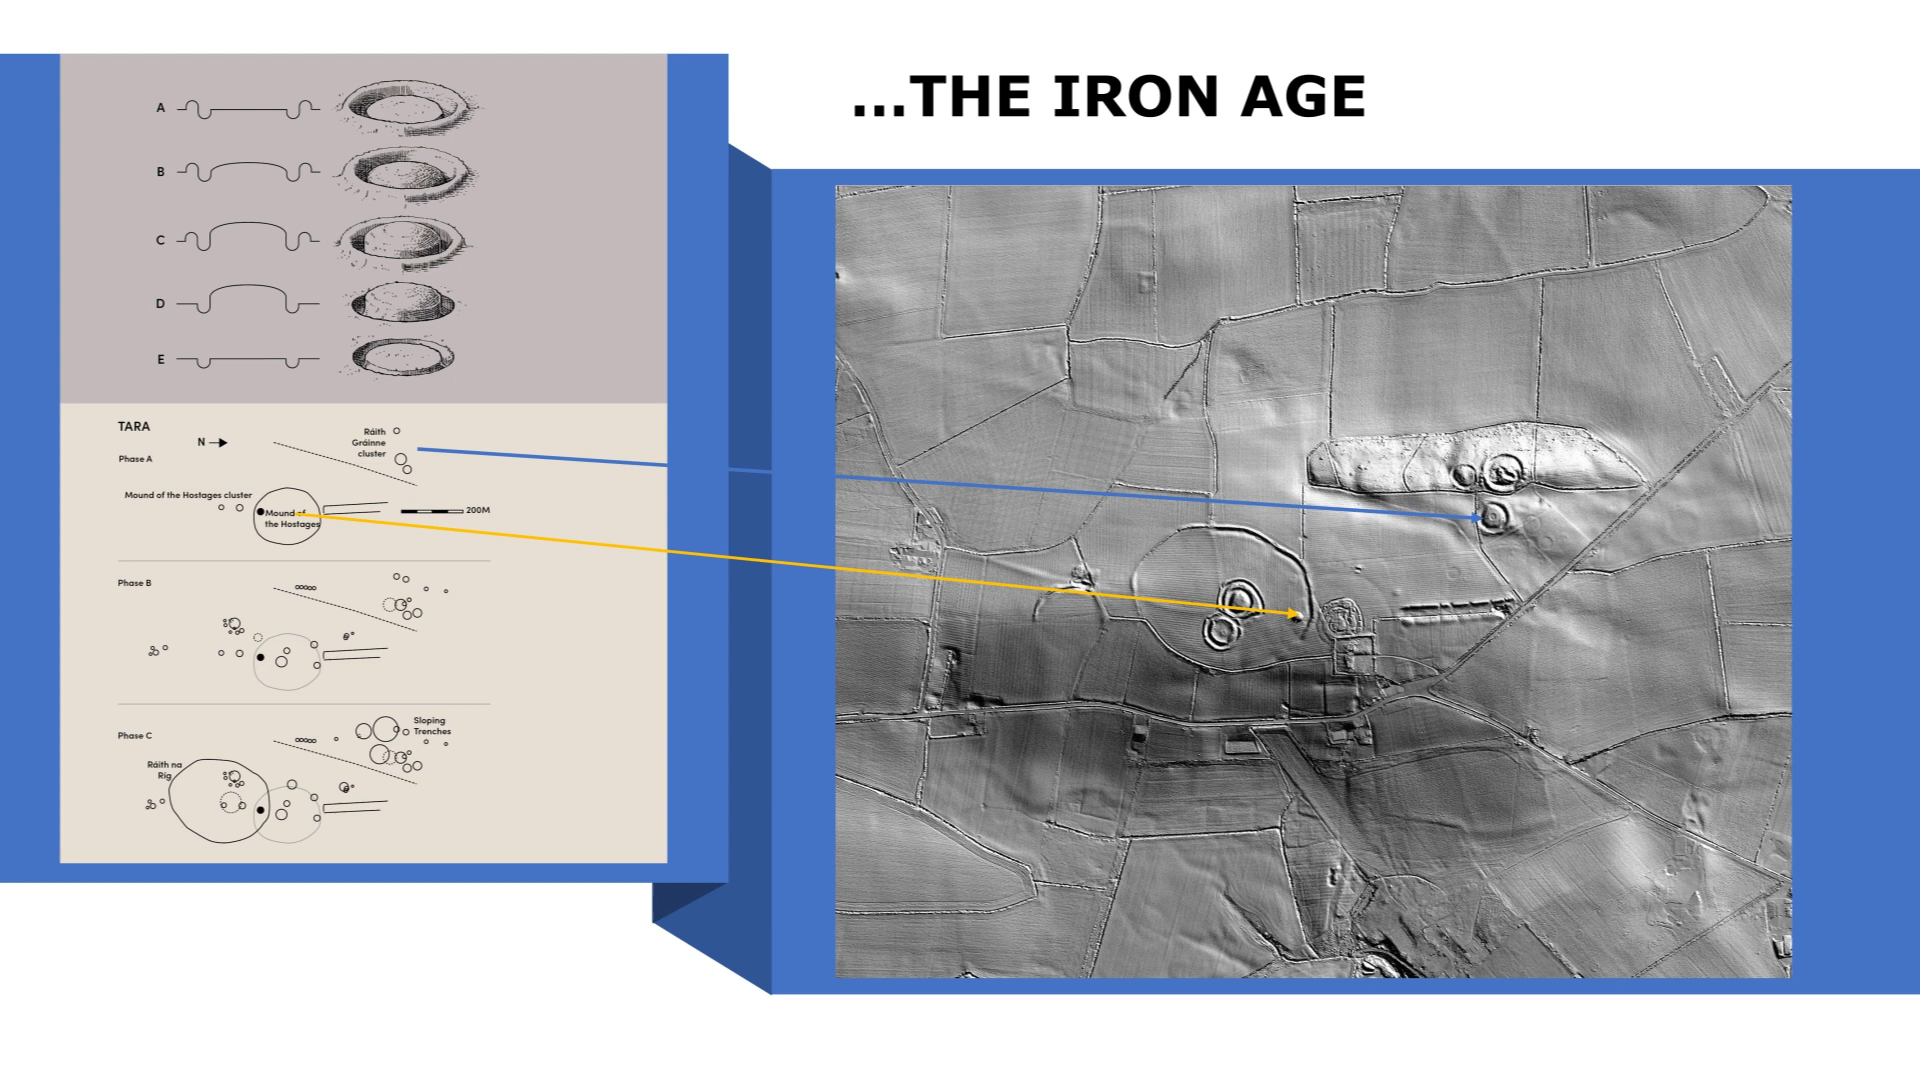 ...THE IRON AGE
A
B
C
D
E
TARA
N
Phase A
Ráith
Gráinne
cluster
Mound of the Hostages cluster
Mound of
the Hostages
200M
Phase B
Phase C
Sloping
Trenches
Ráith na
Ríg